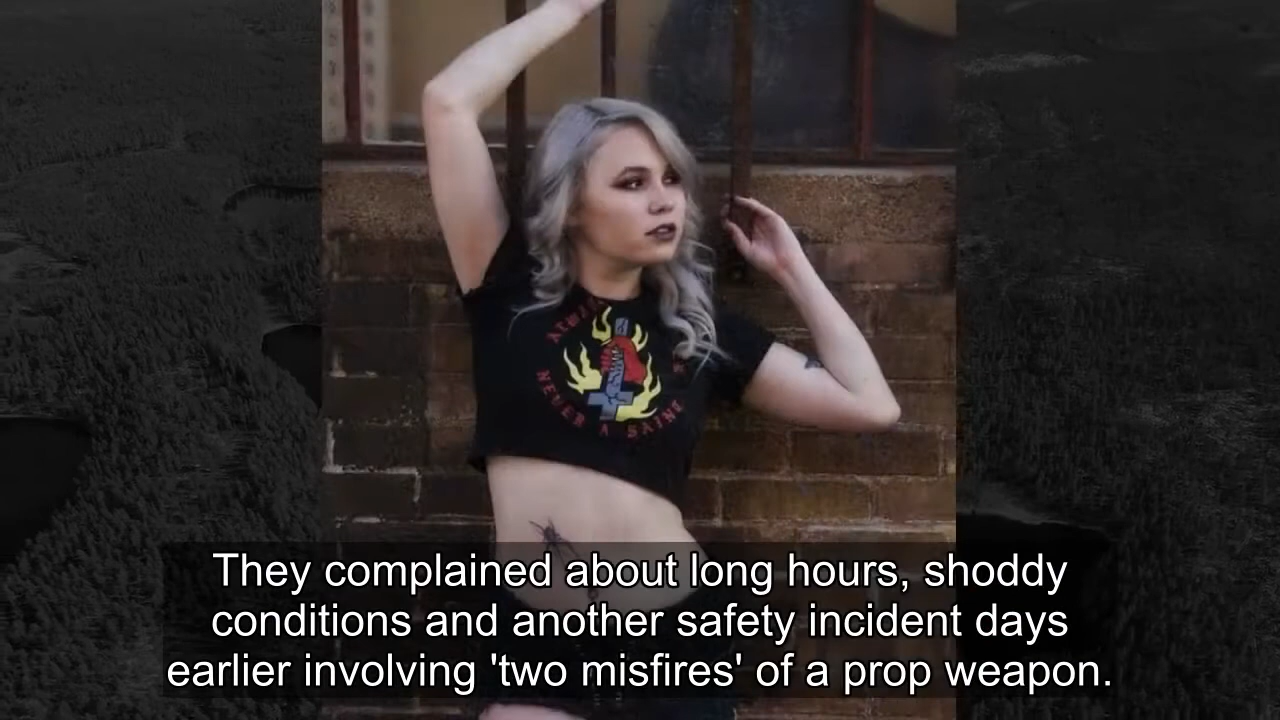 ALWAYS
NEVER A SAINT
They complained about long hours, shoddy
conditions and another safety incident days
earlier involving 'two misfires' of a prop weapon.